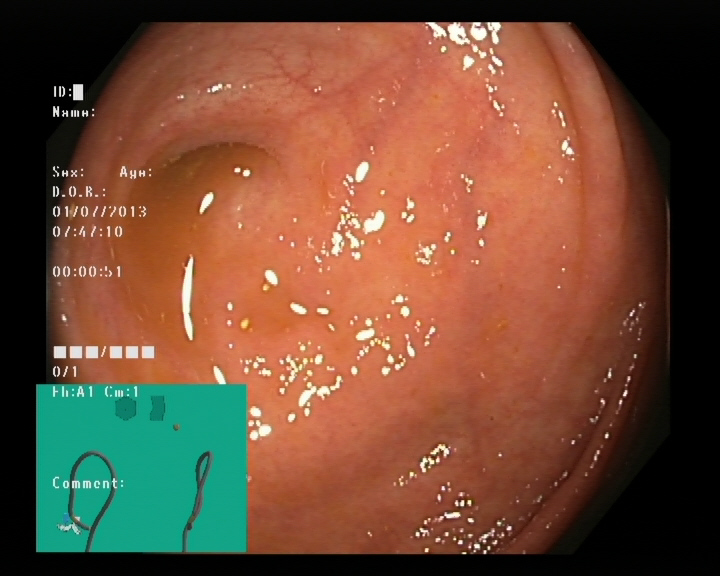 ID:
Name:
Sex: Age:
D.O.B.:
01/07/2013
07:47:10
00:00:51
0/1
Eh:A1 Cm:1
Comment: